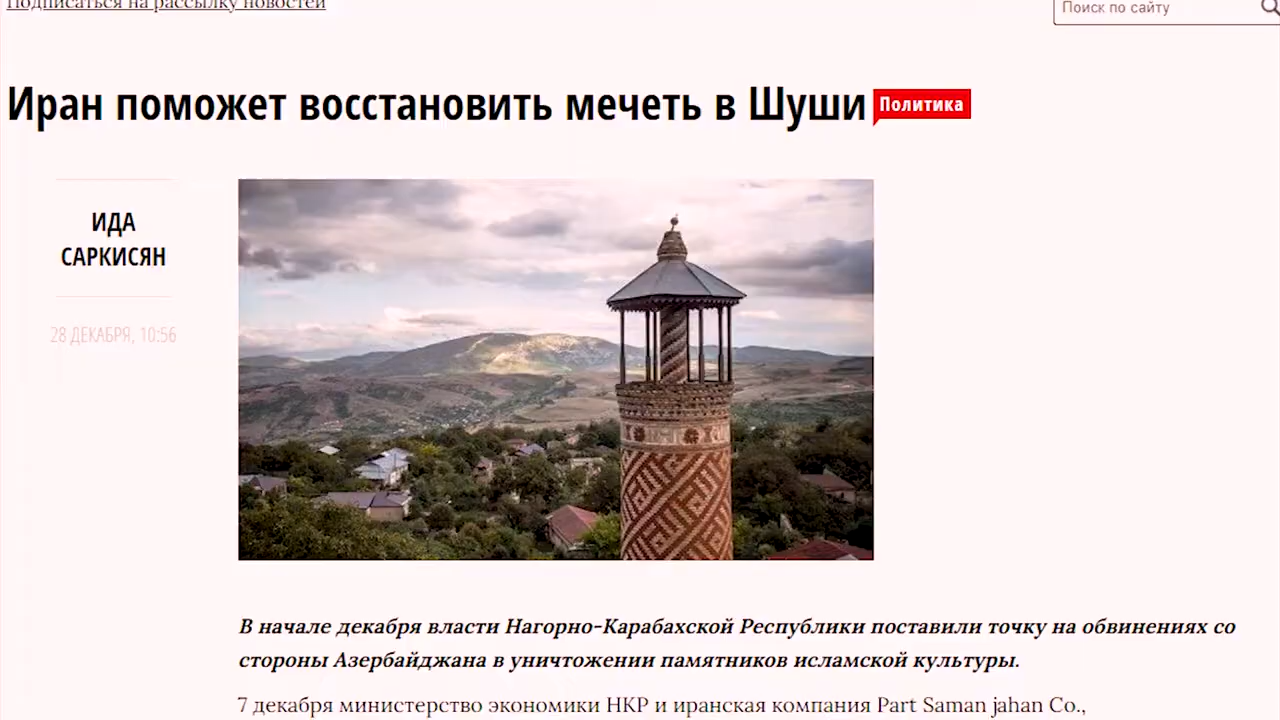 Подписаться на рассылку новостей
Поиск по сайту
Иран поможет восстановить мечеть в Шуши
Политика
ИДА
САРКИСЯН
28 ДЕКАБРЯ, 10:56
В начале декабря власти Нагорно-Карабахской Республики поставили точку на обвинениях со
стороны Азербайджана в уничтожении памятников исламской культуры.
7 декабря министерство экономики НКР и иранская компания Part Saman jahan Co.,